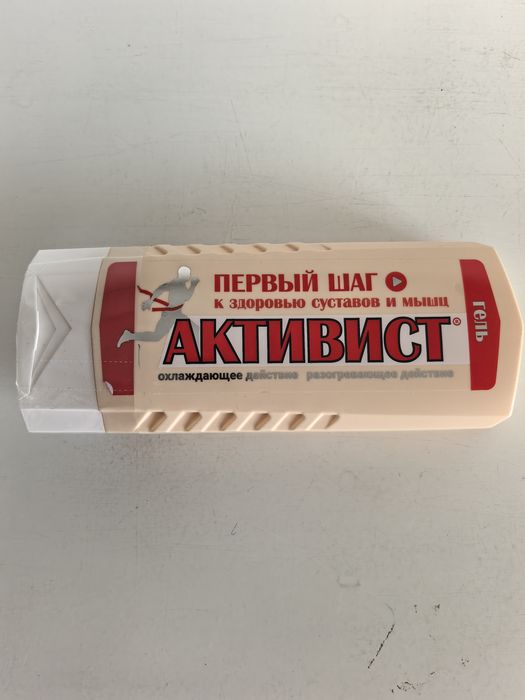 ПЕРВЫЙ ШАГ
к здоровью суставов и мышц
АКТИВИСТ®
гель
охлаждающее действие разогревающее действие